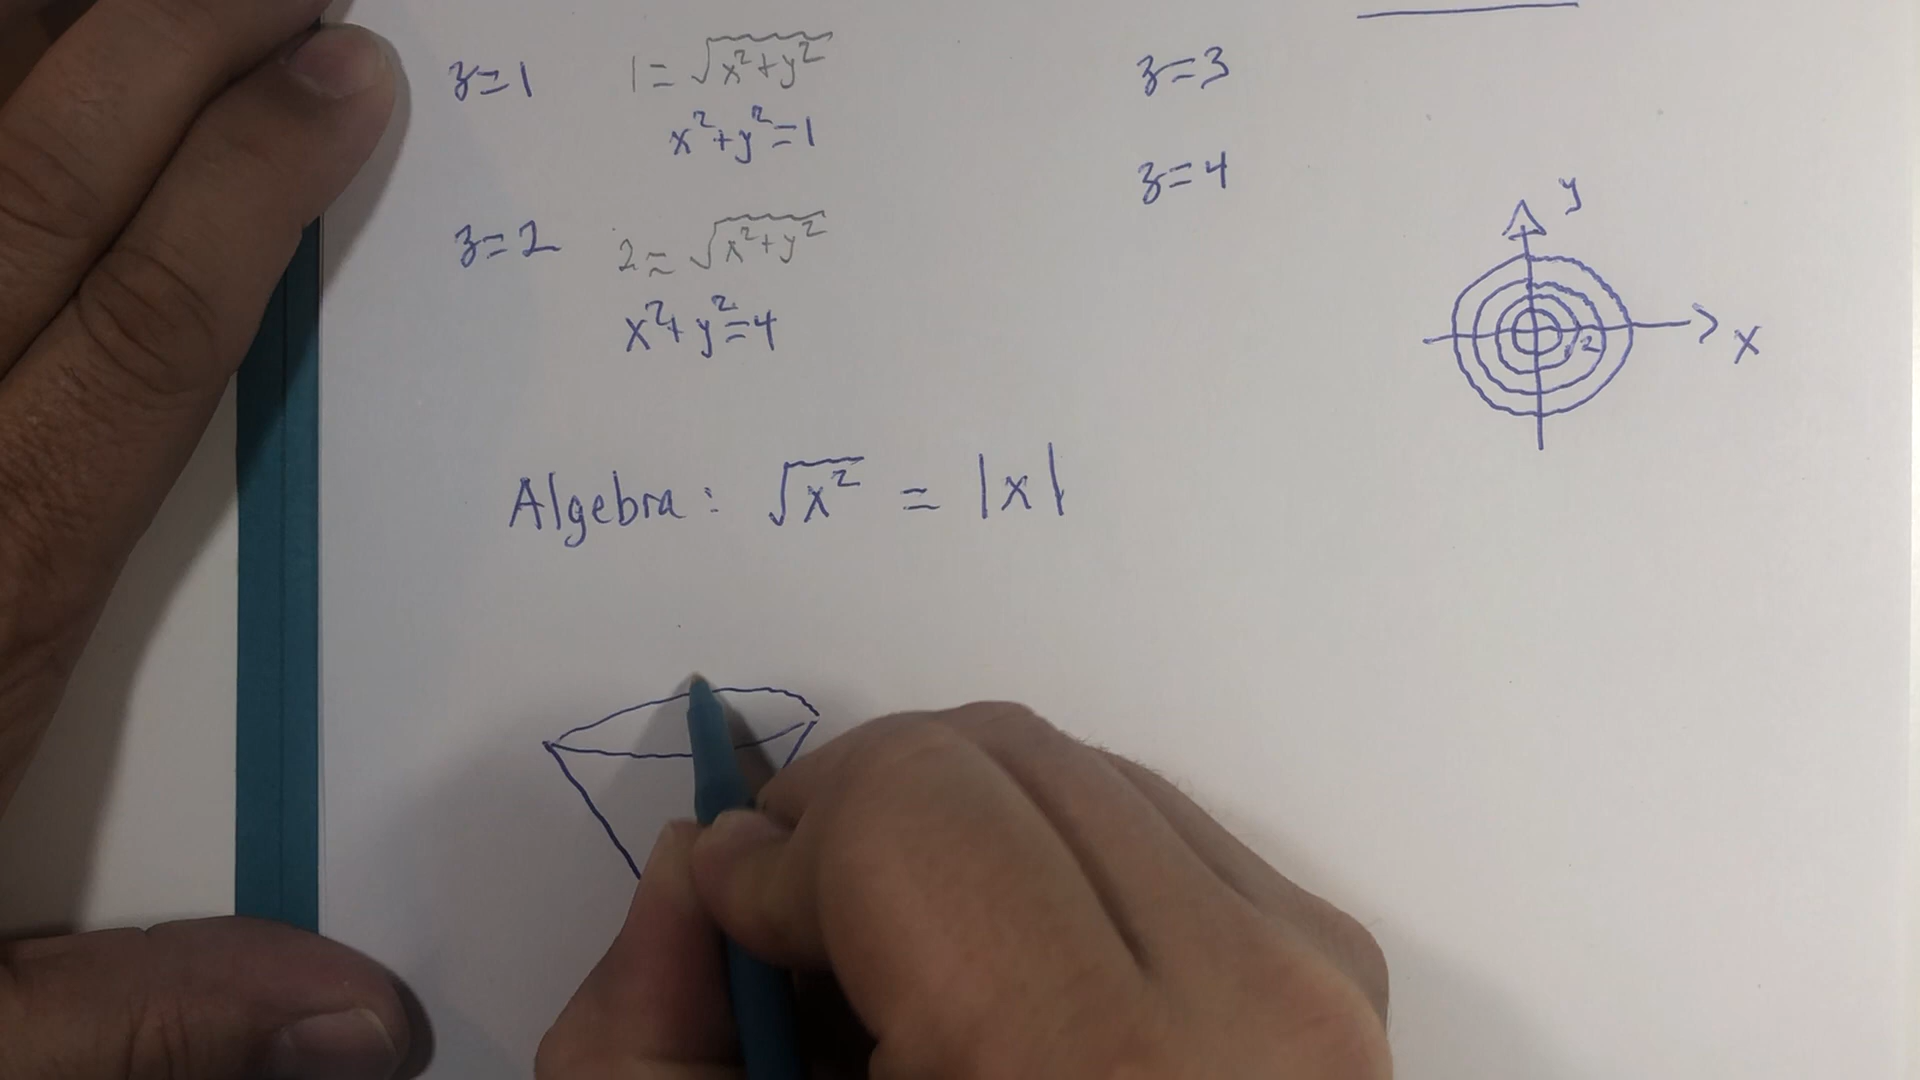 z=1 1=√x²+y²
x²+y²=1
z=2 2=√x²+y²
x²+y²=4
z=3
z=4
y
x
Algebra: √x² = |x|